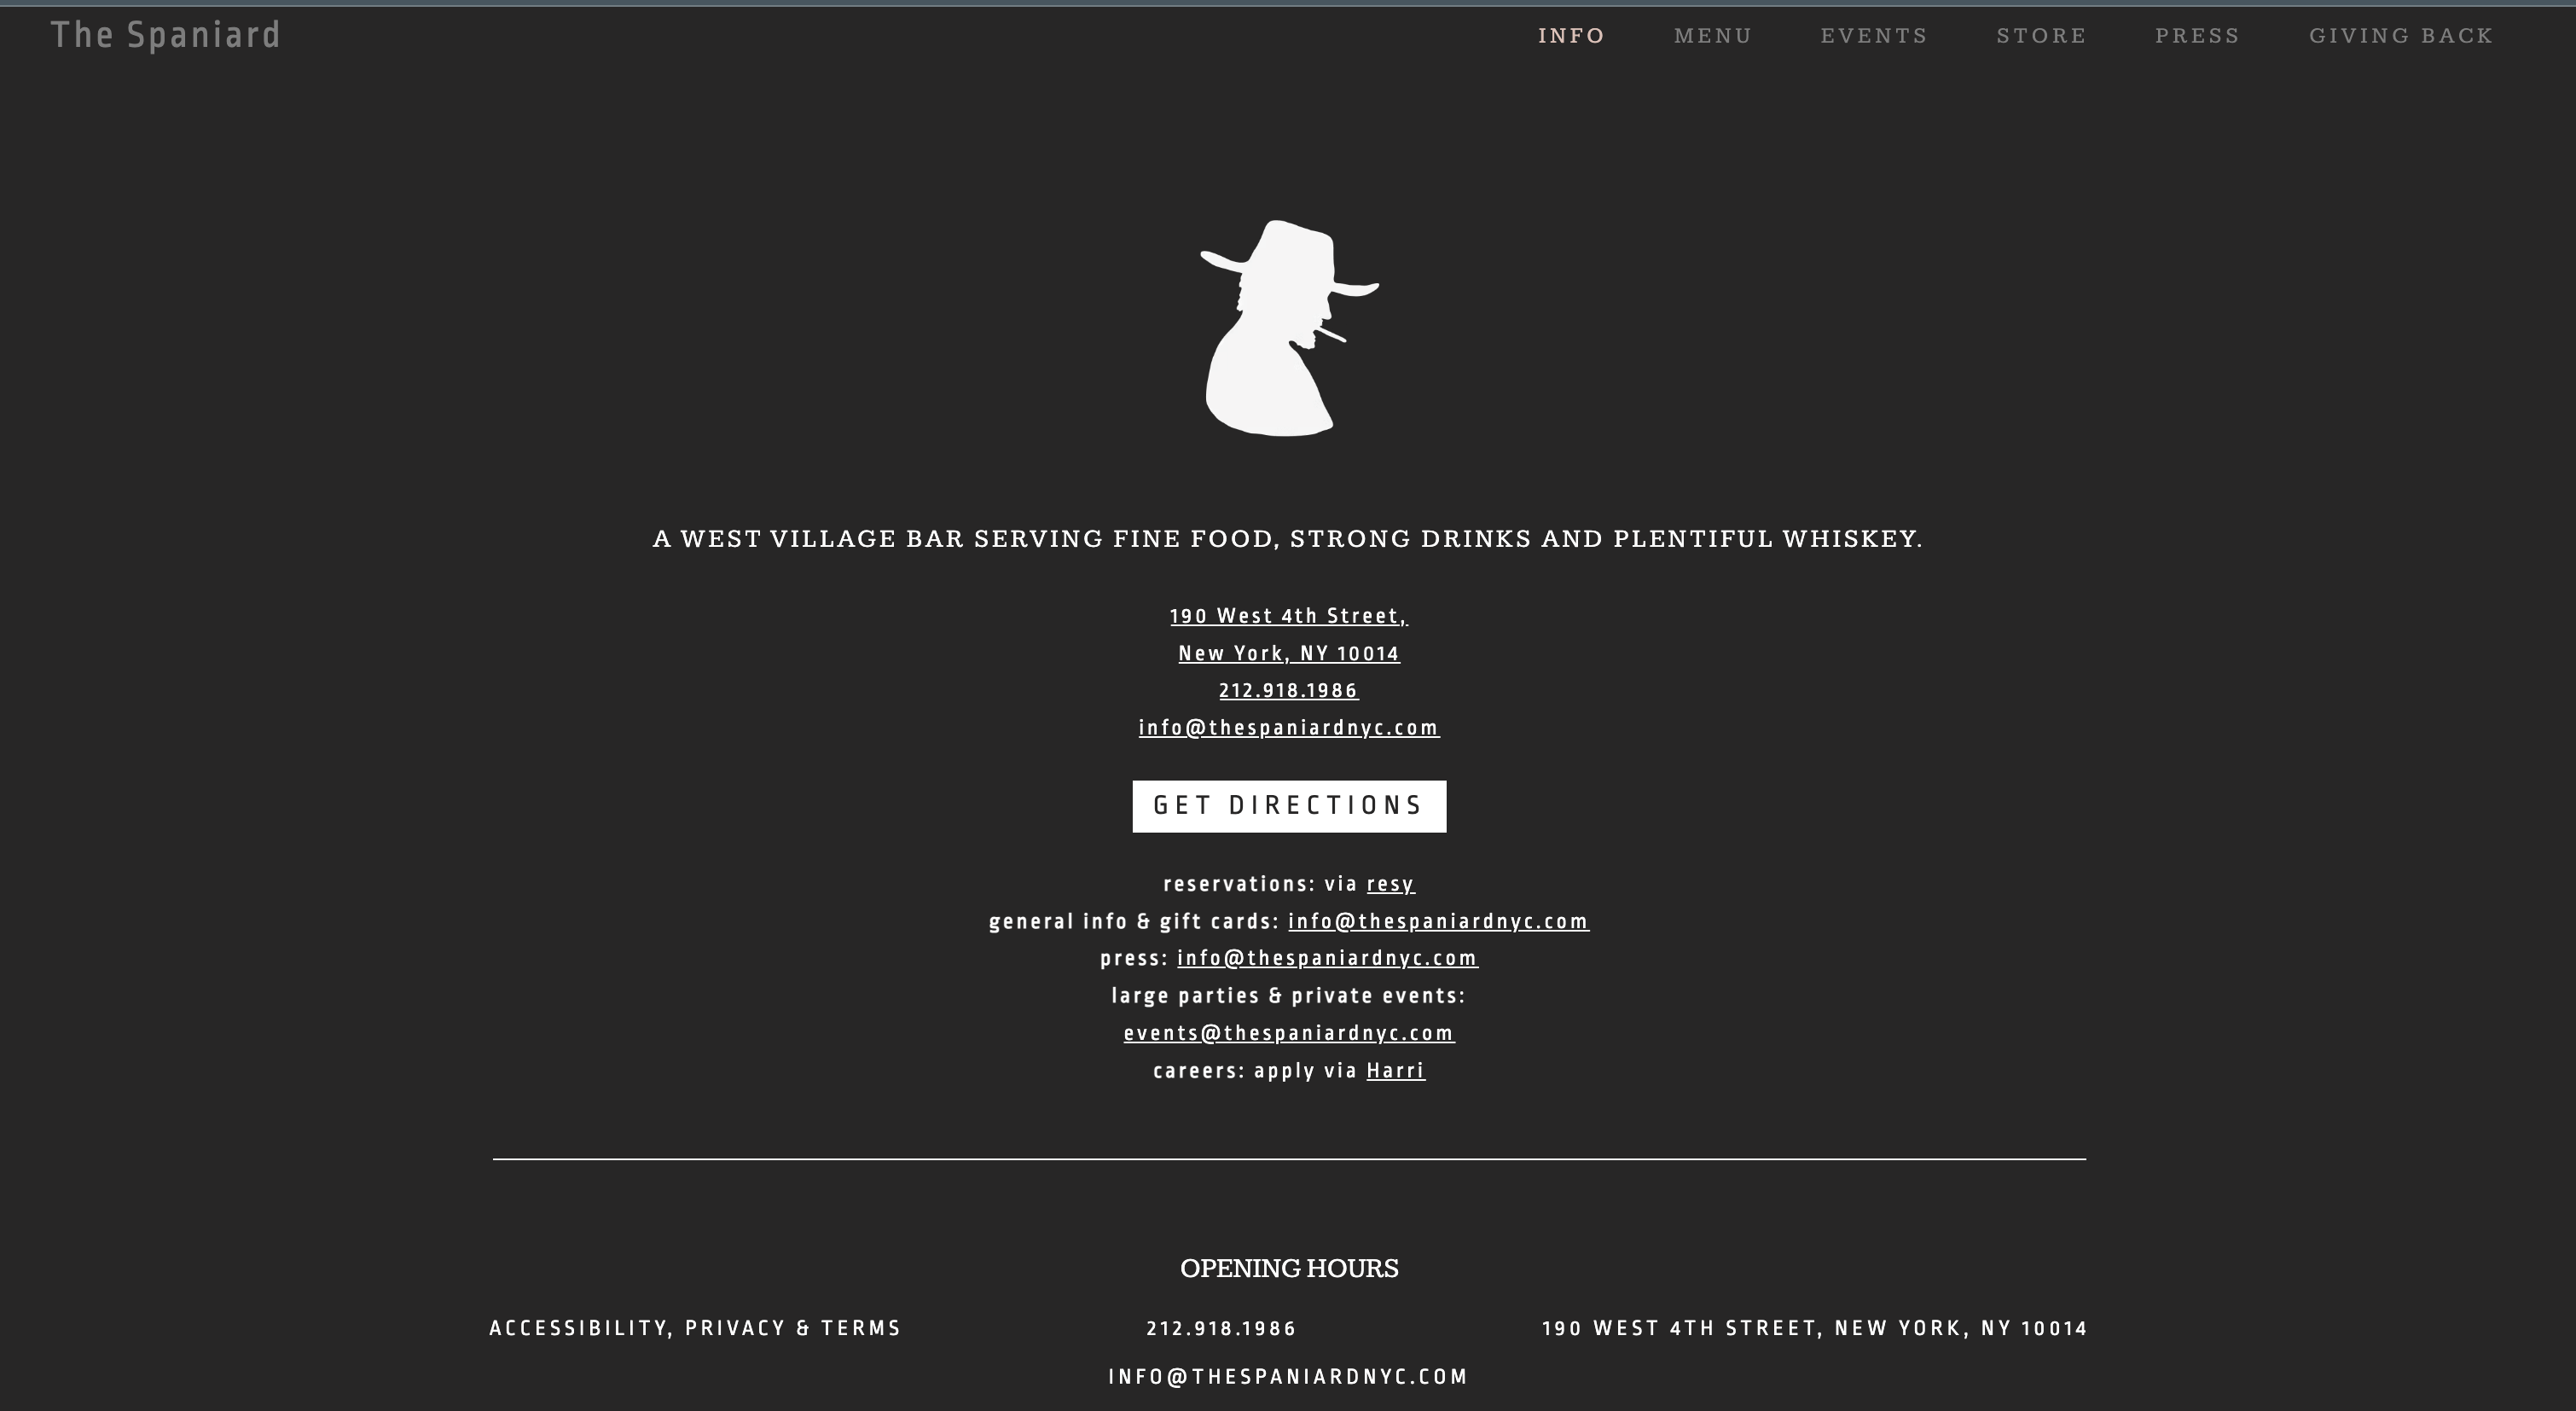 The Spaniard
INFO MENU EVENTS STORE PRESS GIVING BACK
A WEST VILLAGE BAR SERVING FINE FOOD, STRONG DRINKS AND PLENTIFUL WHISKEY.
190 West 4th Street,
New York, NY 10014
212.918.1986
info@thespaniardnyc.com
GET DIRECTIONS
reservations: via resy
general info & gift cards: info@thespaniardnyc.com
press: info@thespaniardnyc.com
large parties & private events:
events@thespaniardnyc.com
careers: apply via Harri
OPENING HOURS
ACCESSIBILITY, PRIVACY & TERMS
212.918.1986
190 WEST 4TH STREET, NEW YORK, NY 10014
INFO@THESPANIARDNYC.COM